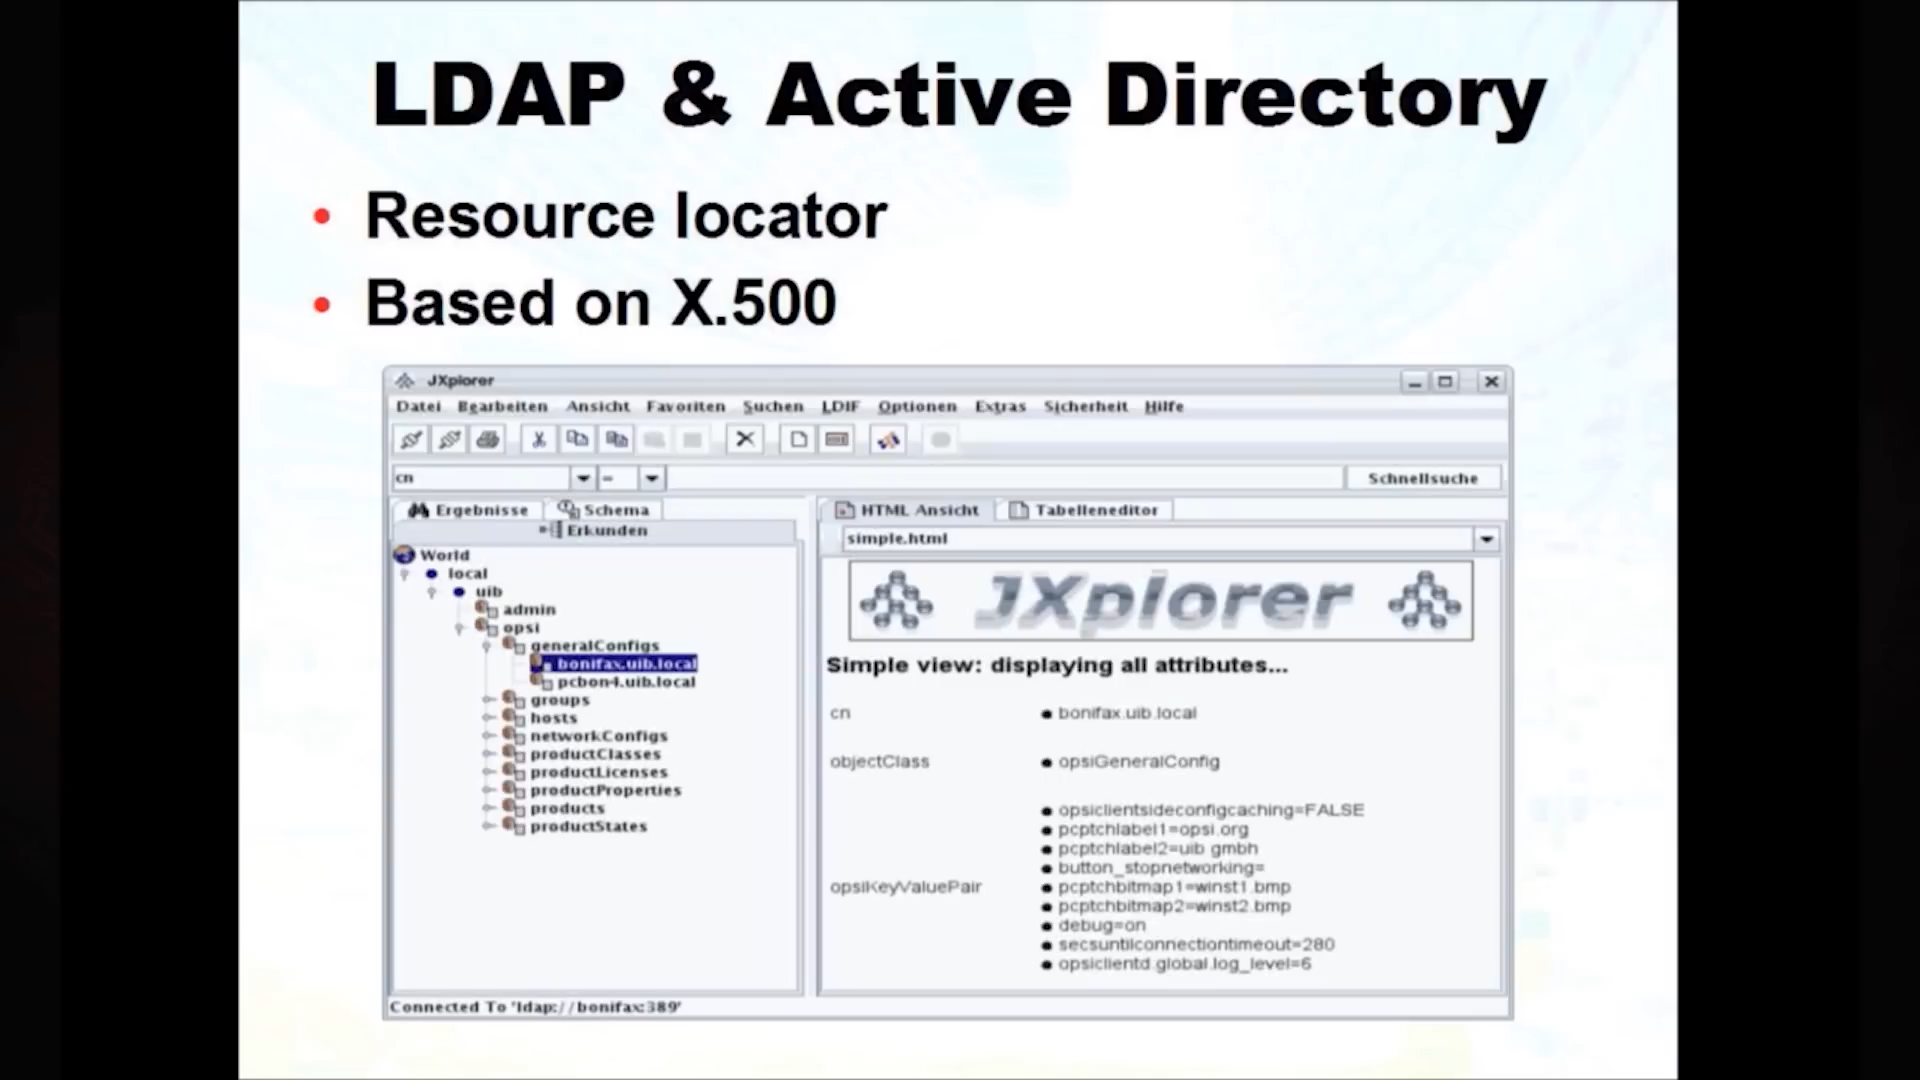 LDAP & Active Directory
• Resource locator
• Based on X.500
JXplorer
Datei Bearbeiten Ansicht Favoriten Suchen LDIF Optionen Extras Sicherheit Hilfe
cn = Schnellsuche
Ergebnisse Schema
Erkunden
HTML Ansicht Tabelleneditor
simple.html
World
local
uib
admin
opsi
generalConfigs
bonifax.uib.local
pcbon4.uib.local
groups
hosts
networkConfigs
productClasses
productLicenses
productProperties
products
productStates
JXplorer
Simple view: displaying all attributes...
cn • bonifax.uib.local
objectClass • opsiGeneralConfig
opsiKeyValuePair
• opsiclientsideconfigcaching=FALSE
• pcptchlabel1=opsi.org
• pcptchlabel2=uib gmbh
• button_stopnetworking=
• pcptchbitmap1=winst1.bmp
• pcptchbitmap2=winst2.bmp
• debug=on
• secsuntilconnectiontimeout=280
• opsiclientd.global.log_level=6
Connected To 'ldap://bonifax:389'